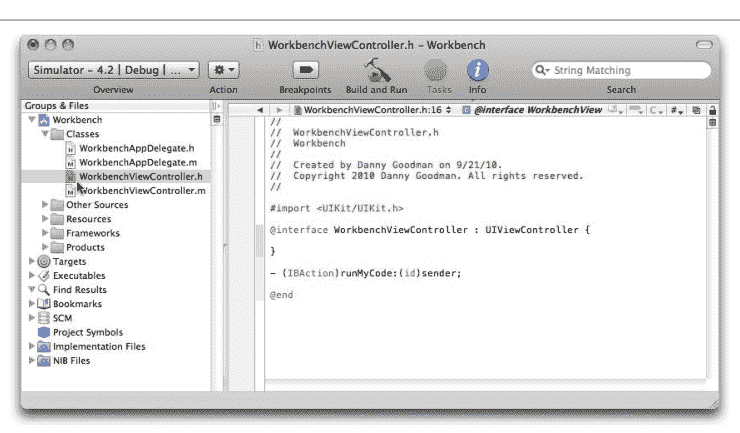 WorkbenchViewController.h – Workbench
Simulator – 4.2 | Debug | ...
String Matching
Overview
Action
Breakpoints
Build and Run
Tasks
Info
Search
Groups & Files
Workbench
Classes
WorkbenchAppDelegate.h
WorkbenchAppDelegate.m
WorkbenchViewController.h
WorkbenchViewController.m
Other Sources
Resources
Frameworks
Products
Targets
Executables
Find Results
Bookmarks
SCM
Project Symbols
Implementation Files
NIB Files
WorkbenchViewController.h:16 @interface WorkbenchView C #
//
// WorkbenchViewController.h
// Workbench
//
// Created by Danny Goodman on 9/21/10.
// Copyright 2010 Danny Goodman. All rights reserved.
//
#import <UIKit/UIKit.h>
@interface WorkbenchViewController : UIViewController {
}
- (IBAction)runMyCode:(id)sender;
@end